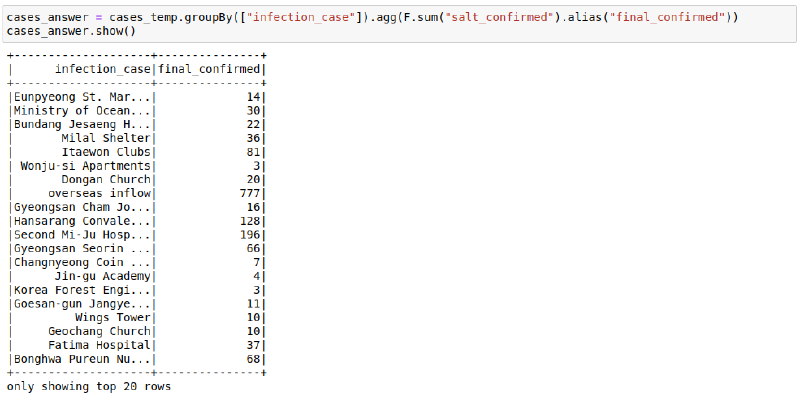 cases_answer = cases_temp.groupBy(["infection_case"]).agg(F.sum("salt_confirmed").alias("final_confirmed"))
cases_answer.show()
+--------------------+---------------+
|      infection_case|final_confirmed|
+--------------------+---------------+
|Eunpyeong St. Mar...|             14|
|Ministry of Ocean...|             30|
|Bundang Jesaeng H...|             22|
|       Milal Shelter|             36|
|       Itaewon Clubs|             81|
| Wonju-si Apartments|              3|
|       Dongan Church|             20|
|     overseas inflow|            777|
|Gyeongsan Cham Jo...|             16|
|Hansarang Convale...|            128|
|Second Mi-Ju Hosp...|            196|
|Gyeongsan Seorin ...|             66|
|Changnyeong Coin ...|              7|
|      Jin-gu Academy|              4|
|Korea Forest Engi...|              3|
|Goesan-gun Jangye...|             11|
|         Wings Tower|             10|
|     Geochang Church|             10|
|     Fatima Hospital|             37|
|Bonghwa Pureun Nu...|             68|
+--------------------+---------------+
only showing top 20 rows